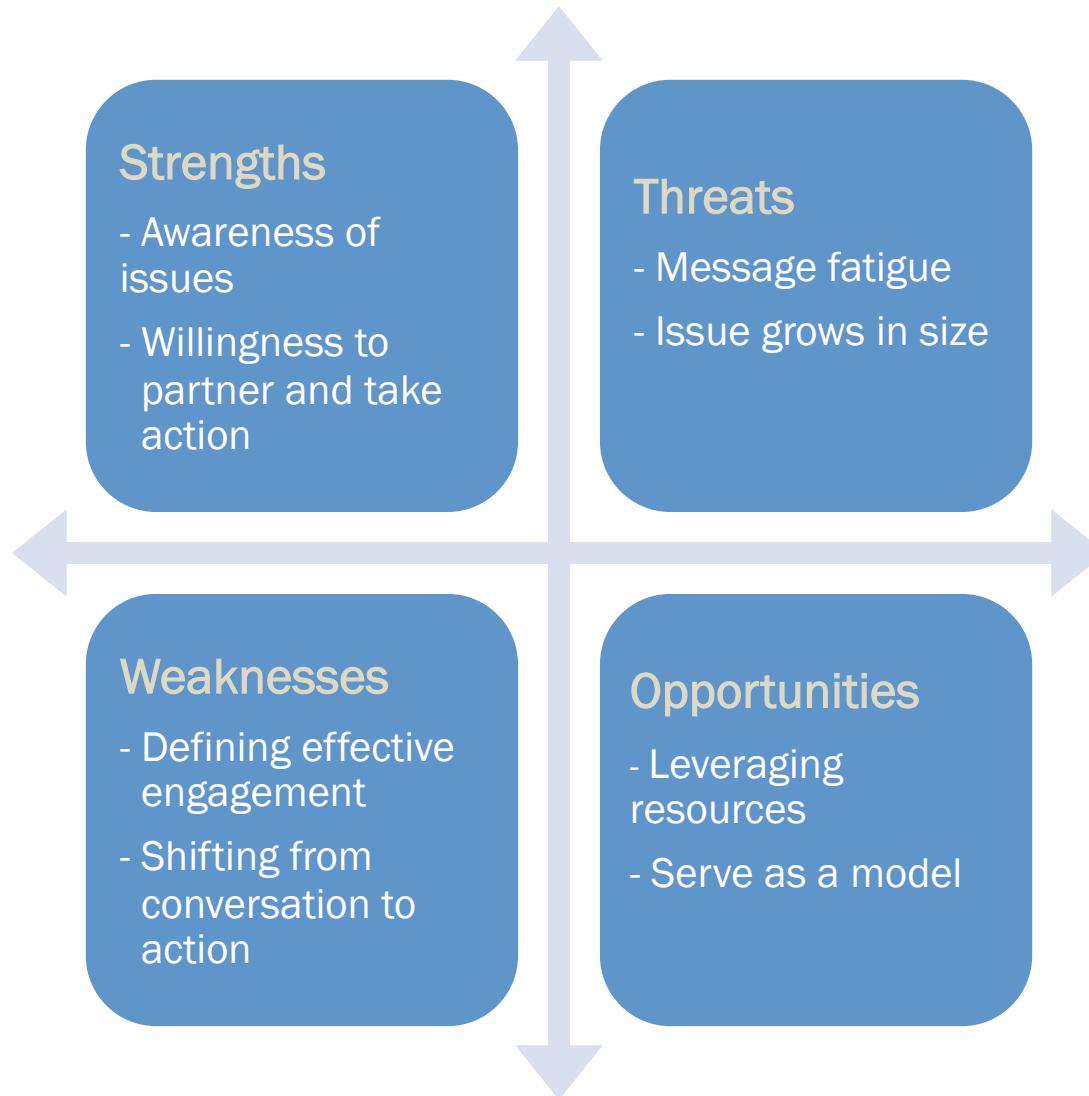 Strengths
- Awareness of
issues
- Willingness to
partner and take
action
Threats
- Message fatigue
- Issue grows in size
Weaknesses
- Defining effective
engagement
- Shifting from
conversation to
action
Opportunities
- Leveraging
resources
- Serve as a model